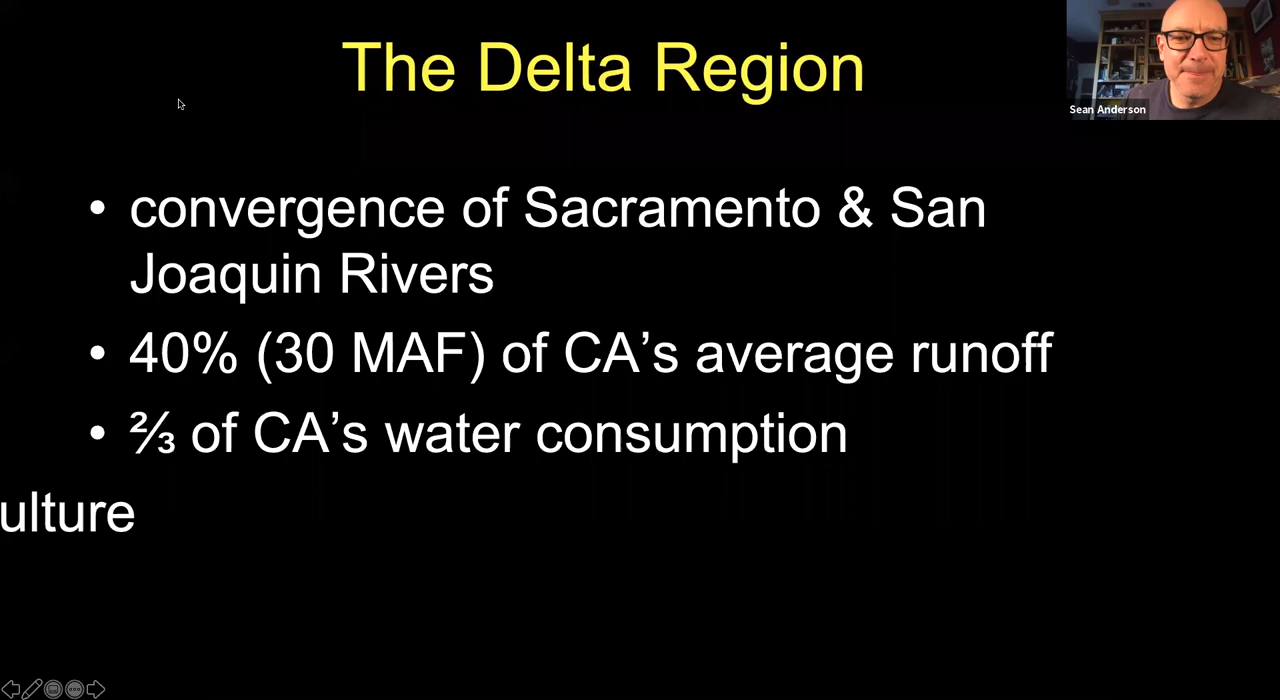 The Delta Region
Sean Anderson
• convergence of Sacramento & San
Joaquin Rivers
• 40% (30 MAF) of CA’s average runoff
• ⅔ of CA’s water consumption
ulture